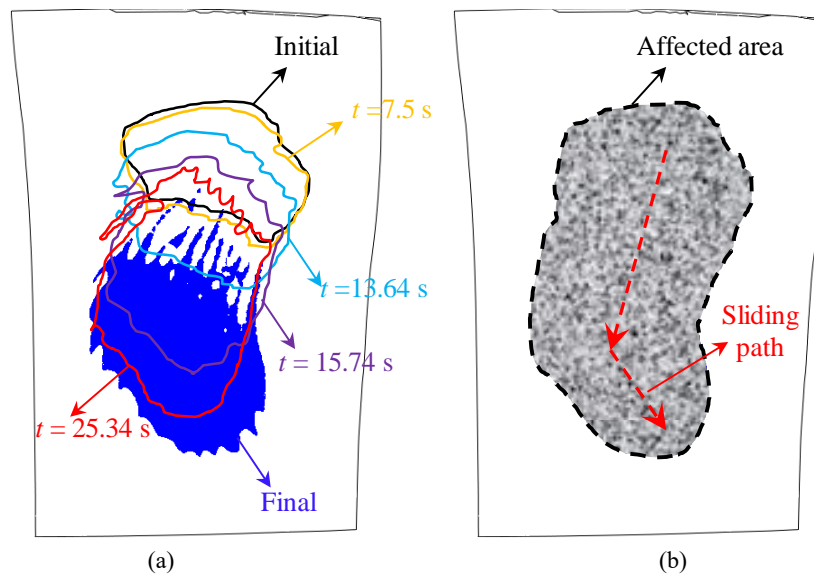 Initial
t = 7.5 s
t =13.64 s
t = 15.74 s
t = 25.34 s
Final
(a)
Affected area
Sliding
path
(b)